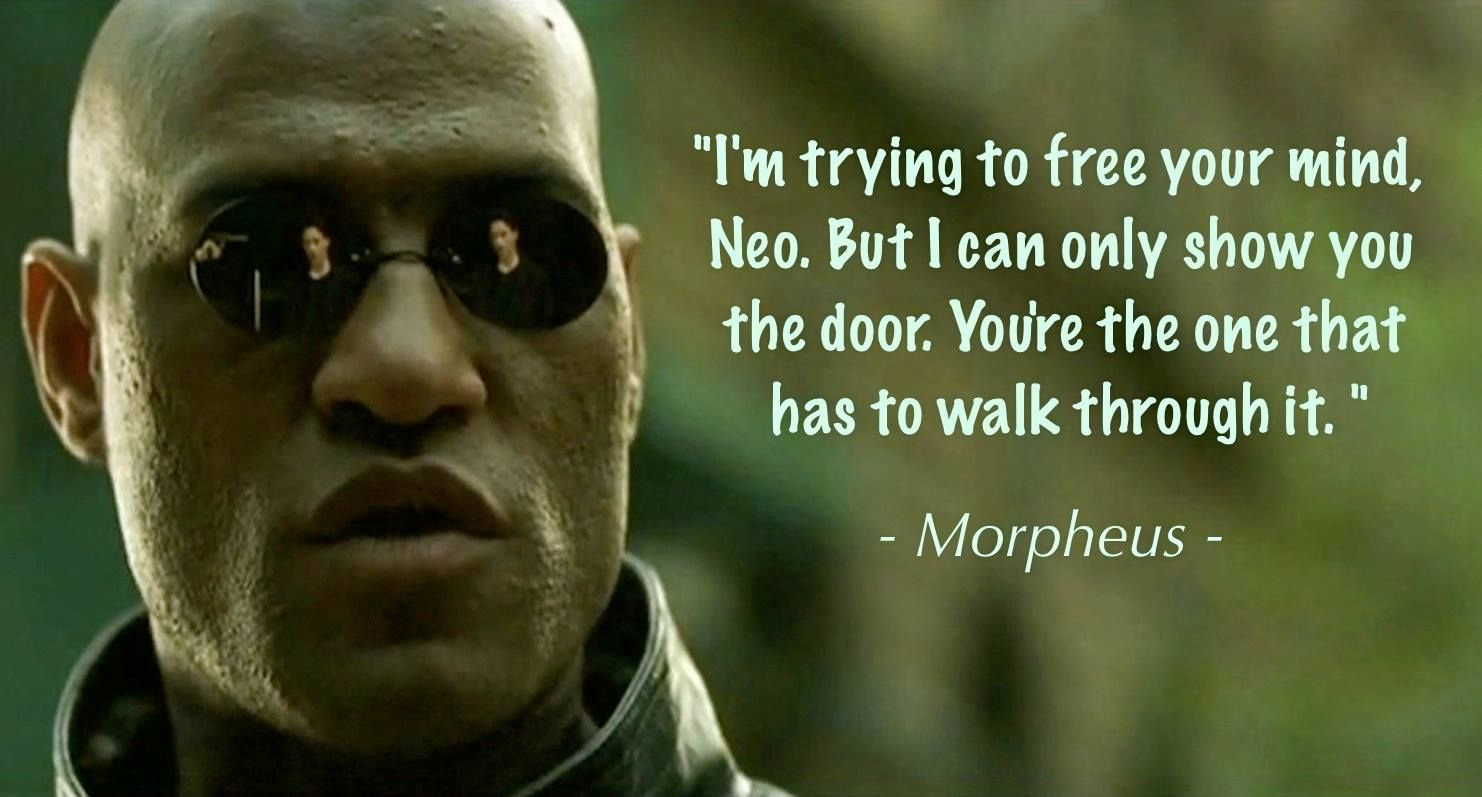 "I'm trying to free your mind,
Neo. But I can only show you
the door. You're the one that
has to walk through it. "
- Morpheus -